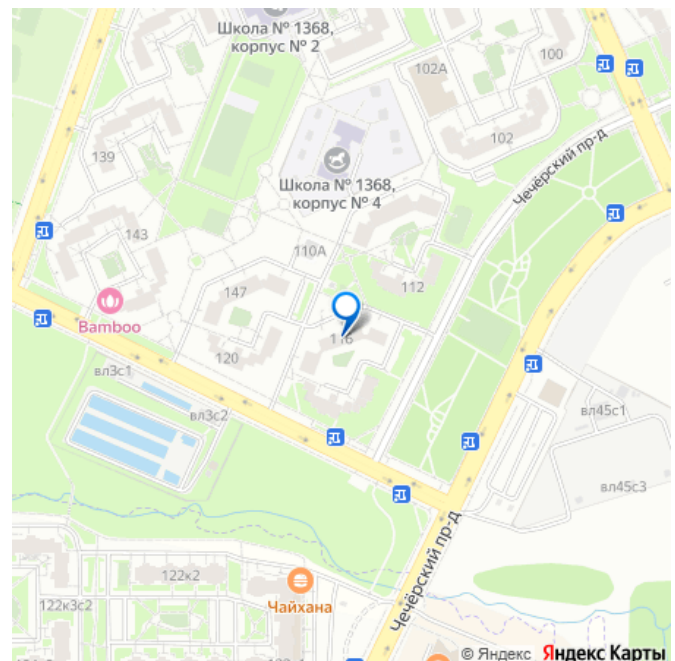 Школа № 1368,
корпус № 2
100
102А
139
102
Чечёрский пр-д
Школа № 1368,
корпус № 4
143
110А
147
112
Bamboo
116
120
вл3с1
вл3с2
вл45с1
вл45с3
122к2
Чайхана
122к3с2
Чечёрский пр-д
© Яндекс Яндекс Карты